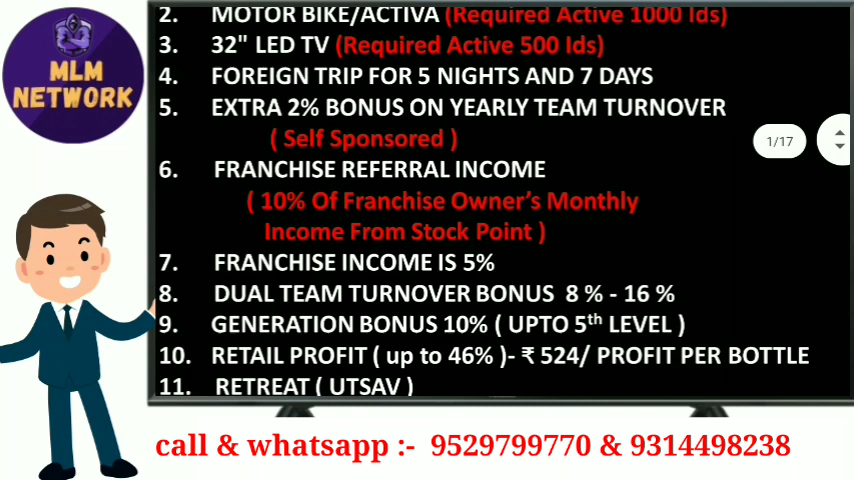 MLM
NETWORK
2. MOTOR BIKE/ACTIVA (Required Active 1000 Ids)
3. 32" LED TV (Required Active 500 Ids)
4. FOREIGN TRIP FOR 5 NIGHTS AND 7 DAYS
5. EXTRA 2% BONUS ON YEARLY TEAM TURNOVER
( Self Sponsored )
1/17
6. FRANCHISE REFERRAL INCOME
( 10% Of Franchise Owner's Monthly
Income From Stock Point )
7. FRANCHISE INCOME IS 5%
8. DUAL TEAM TURNOVER BONUS 8 % - 16 %
9. GENERATION BONUS 10% ( UPTO 5th LEVEL )
10. RETAIL PROFIT ( up to 46% )- ₹ 524/ PROFIT PER BOTTLE
11. RETREAT ( UTSAV )
call & whatsapp :- 9529799770 & 9314498238